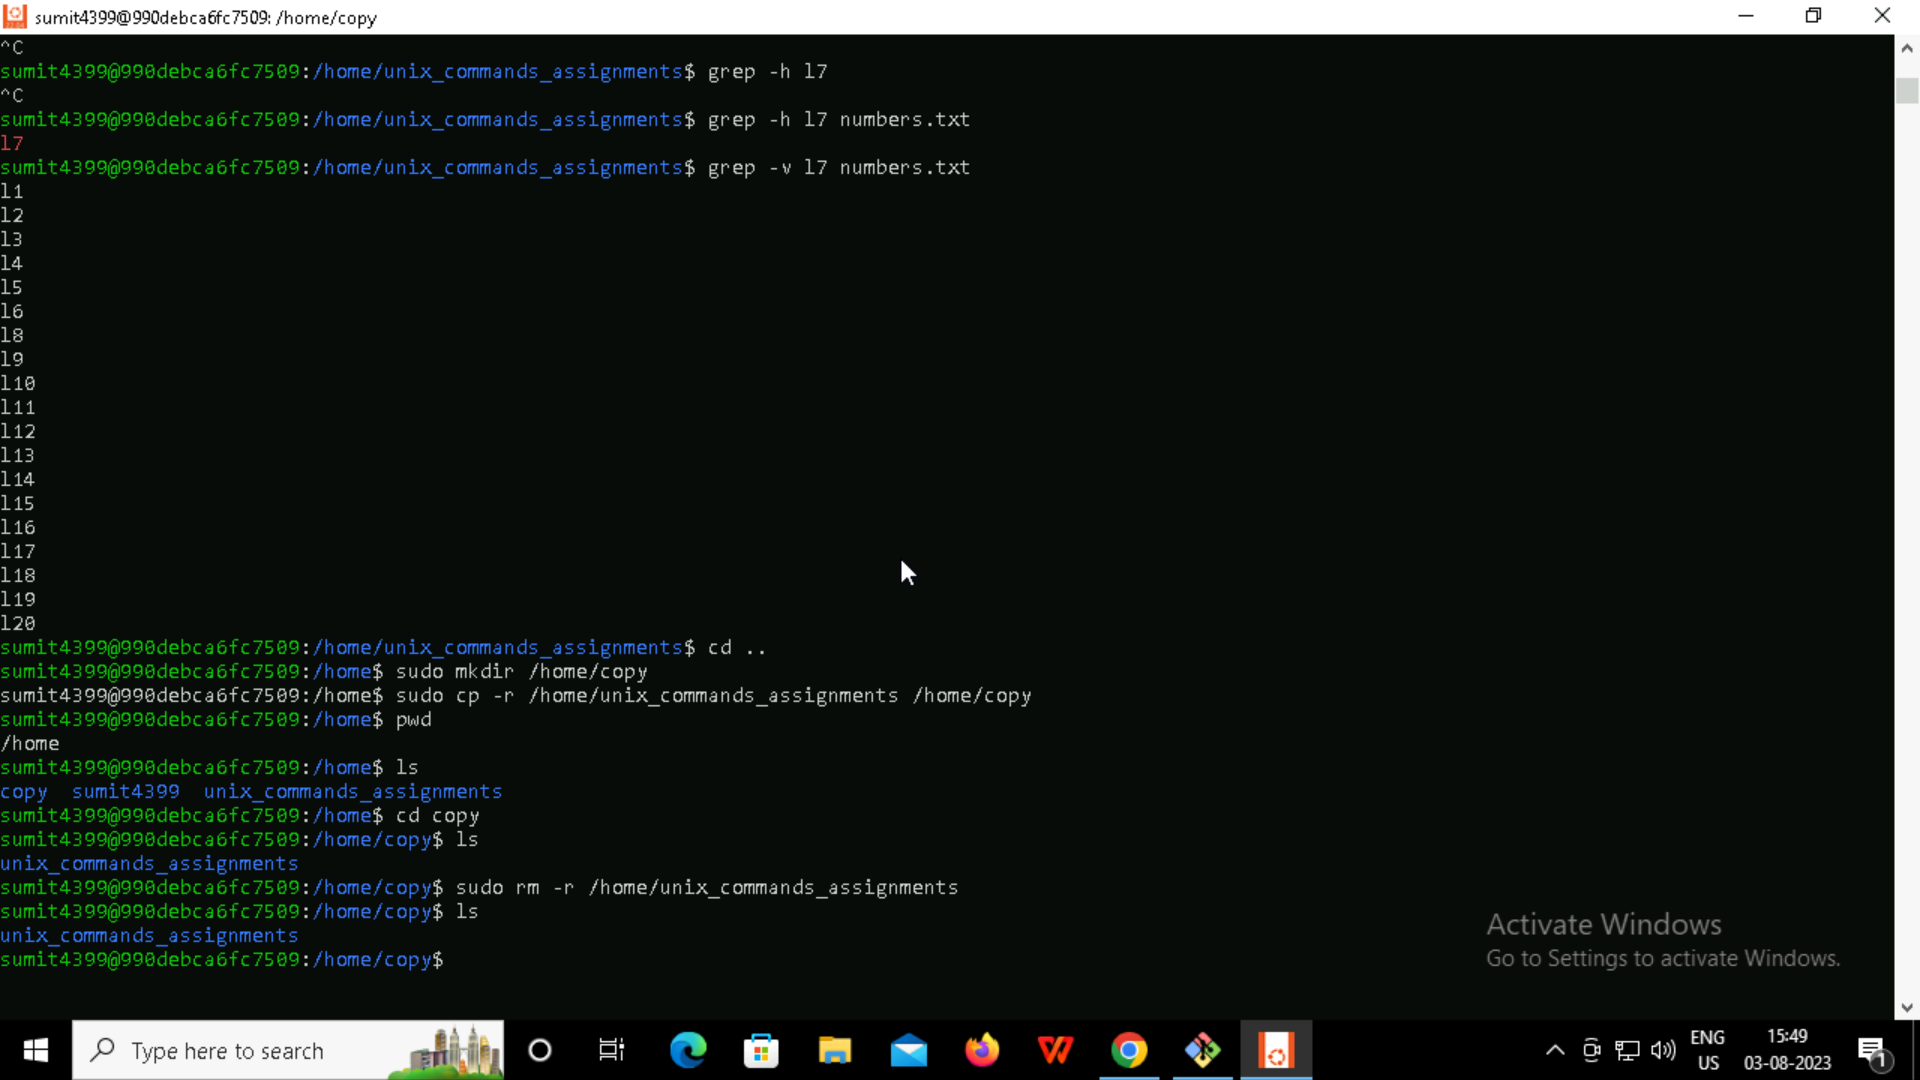 sumit4399@990debca6fc7509: /home/copy
^C
sumit4399@990debca6fc7509:/home/unix_commands_assignments$ grep -h l7
^C
sumit4399@990debca6fc7509:/home/unix_commands_assignments$ grep -h l7 numbers.txt
l7
sumit4399@990debca6fc7509:/home/unix_commands_assignments$ grep -v l7 numbers.txt
l1
l2
l3
l4
l5
l6
l8
l9
l10
l11
l12
l13
l14
l15
l16
l17
l18
l19
l20
sumit4399@990debca6fc7509:/home/unix_commands_assignments$ cd ..
sumit4399@990debca6fc7509:/home$ sudo mkdir /home/copy
sumit4399@990debca6fc7509:/home$ sudo cp -r /home/unix_commands_assignments /home/copy
sumit4399@990debca6fc7509:/home$ pwd
/home
sumit4399@990debca6fc7509:/home$ ls
copy  sumit4399  unix_commands_assignments
sumit4399@990debca6fc7509:/home$ cd copy
sumit4399@990debca6fc7509:/home/copy$ ls
unix_commands_assignments
sumit4399@990debca6fc7509:/home/copy$ sudo rm -r /home/unix_commands_assignments
sumit4399@990debca6fc7509:/home/copy$ ls
unix_commands_assignments
sumit4399@990debca6fc7509:/home/copy$
Activate Windows
Go to Settings to activate Windows.
Type here to search
ENG
US
15:49
03-08-2023
1